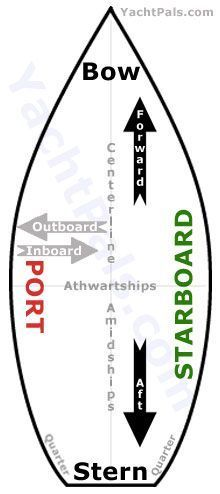 YachtPals.com
Bow
YachtPals.com
Forward
Centerline
Outboard
Inboard
PORT
STARBOARD
Athwartships
Amidships
Aft
Quarter
Quarter
Stern